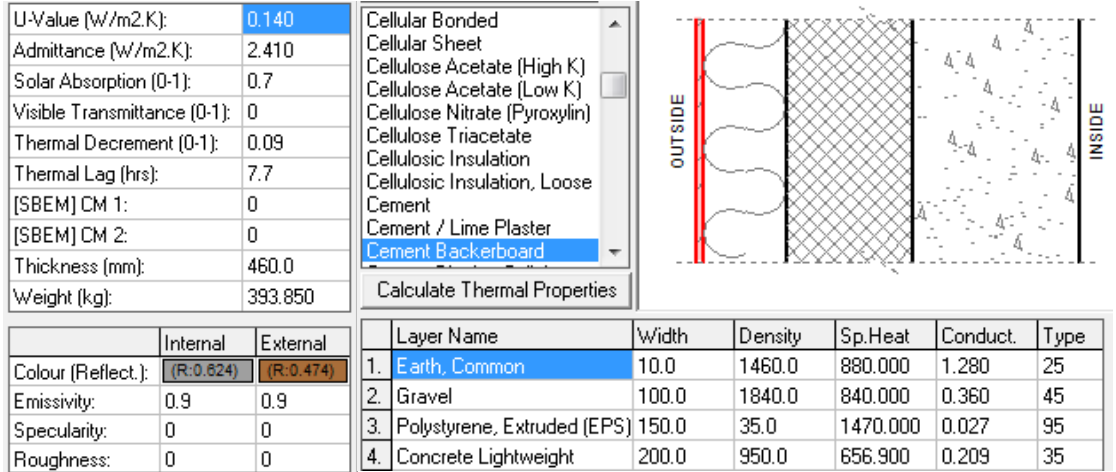 U-Value (W/m2.K): 0.140
Admittance (W/m2.K): 2.410
Solar Absorption (0-1): 0.7
Visible Transmittance (0-1): 0
Thermal Decrement (0-1): 0.09
Thermal Lag (hrs): 7.7
[SBEM] CM 1: 0
[SBEM] CM 2: 0
Thickness (mm): 460.0
Weight (kg): 393.850
Internal External
Colour (Reflect.): (R:0.624) (R:0.474)
Emissivity: 0.9 0.9
Specularity: 0 0
Roughness: 0 0
Cellular Bonded
Cellular Sheet
Cellulose Acetate (High K)
Cellulose Acetate (Low K)
Cellulose Nitrate (Pyroxylin)
Cellulose Triacetate
Cellulosic Insulation
Cellulosic Insulation, Loose
Cement
Cement / Lime Plaster
Cement Backerboard
Calculate Thermal Properties
OUTSIDE
INSIDE
Layer Name Width Density Sp.Heat Conduct. Type
1. Earth, Common 10.0 1460.0 880.000 1.280 25
2. Gravel 100.0 1840.0 840.000 0.360 45
3. Polystyrene, Extruded (EPS) 150.0 35.0 1470.000 0.027 95
4. Concrete Lightweight 200.0 950.0 656.900 0.209 35